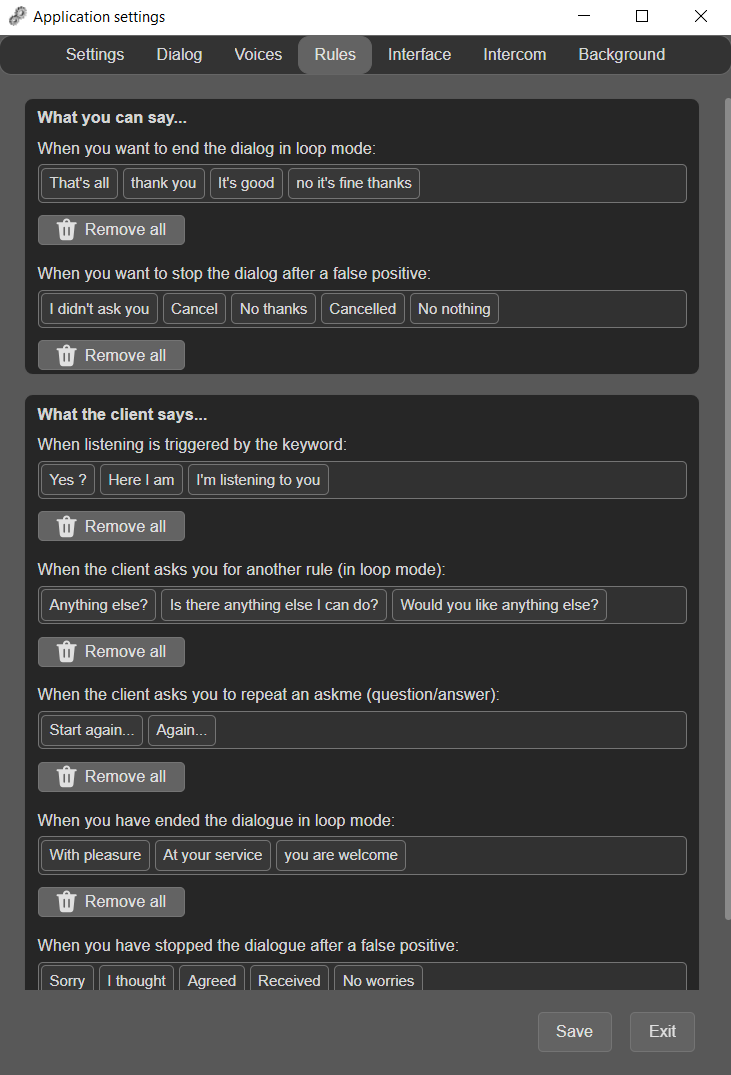 Application settings
Settings Dialog Voices Rules Interface Intercom Background
What you can say...
When you want to end the dialog in loop mode:
That's all thank you It's good no it's fine thanks
Remove all
When you want to stop the dialog after a false positive:
I didn't ask you Cancel No thanks Cancelled No nothing
Remove all
What the client says...
When listening is triggered by the keyword:
Yes ? Here I am I'm listening to you
Remove all
When the client asks you for another rule (in loop mode):
Anything else? Is there anything else I can do? Would you like anything else?
Remove all
When the client asks you to repeat an askme (question/answer):
Start again... Again...
Remove all
When you have ended the dialogue in loop mode:
With pleasure At your service you are welcome
Remove all
When you have stopped the dialogue after a false positive:
Sorry I thought Agreed Received No worries
Save Exit